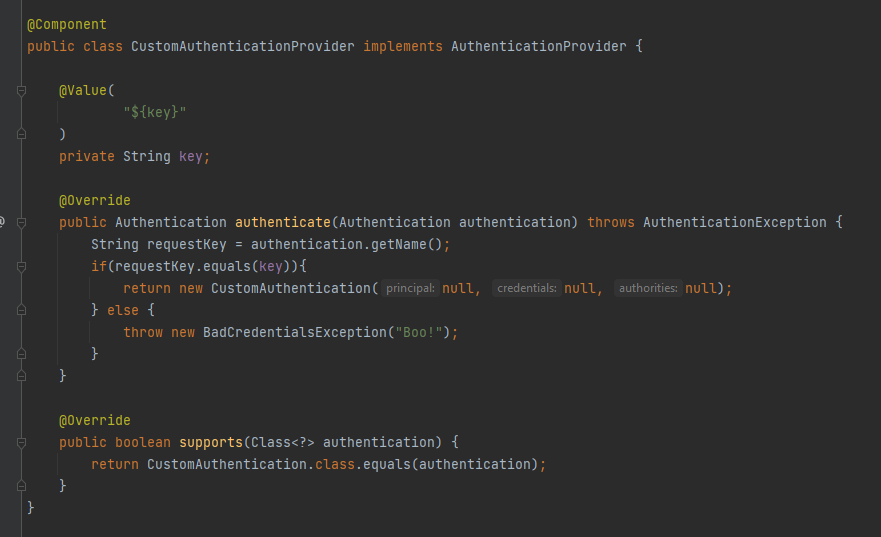 @Component
public class CustomAuthenticationProvider implements AuthenticationProvider {
@Value(
"${key}"
)
private String key;
@Override
public Authentication authenticate(Authentication authentication) throws AuthenticationException {
String requestKey = authentication.getName();
if(requestKey.equals(key)){
return new CustomAuthentication( principal: null, credentials: null, authorities: null);
} else {
throw new BadCredentialsException("Boo!");
}
}
@Override
public boolean supports(Class<?> authentication) {
return CustomAuthentication.class.equals(authentication);
}
}